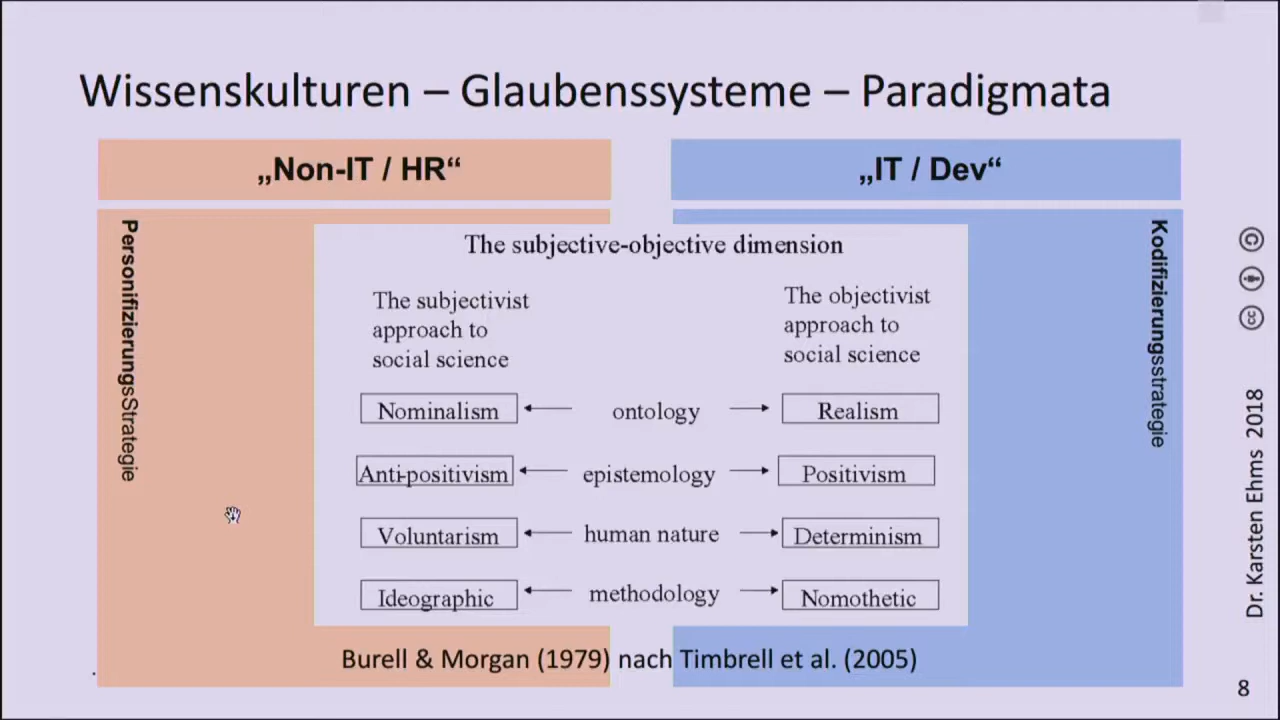 Wissenskulturen – Glaubenssysteme – Paradigmata
„Non-IT / HR“
„IT / Dev“
PersonifizierungsStrategie
Kodifizierungsstrategie
The subjective-objective dimension
The subjectivist
approach to
social science
The objectivist
approach to
social science
Nominalism
ontology
Realism
Anti-positivism
epistemology
Positivism
Voluntarism
human nature
Determinism
Ideographic
methodology
Nomothetic
Burell & Morgan (1979) nach Timbrell et al. (2005)
Dr. Karsten Ehms 2018
8